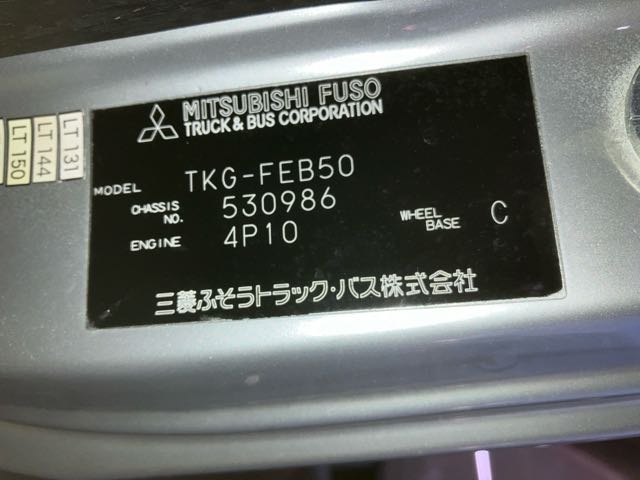 MITSUBISHI FUSO
TRUCK & BUS CORPORATION
MODEL TKG-FEB50
CHASSIS NO. 530986
ENGINE 4P10
WHEEL BASE C
三菱ふそうトラック・バス株式会社
LT 150
LT 144
LT 131